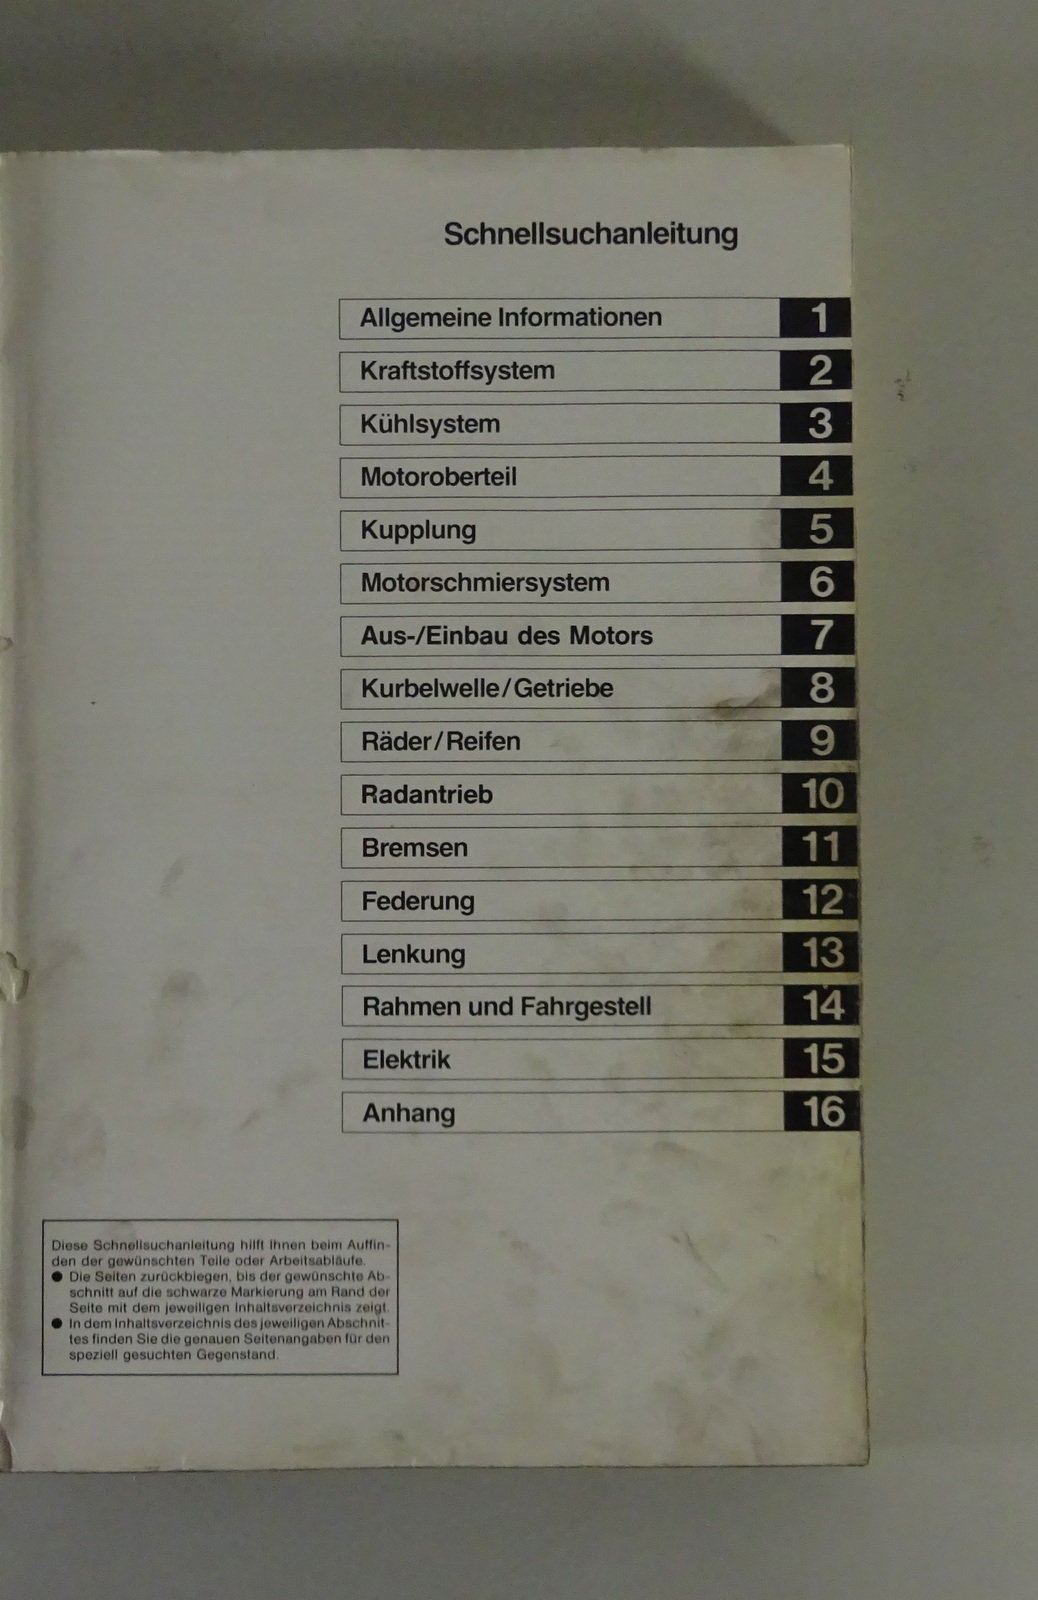 Schnellsuchanleitung
Allgemeine Informationen 1
Kraftstoffsystem 2
Kühlsystem 3
Motoroberteil 4
Kupplung 5
Motorschmiersystem 6
Aus-/Einbau des Motors 7
Kurbelwelle/Getriebe 8
Räder/Reifen 9
Radantrieb 10
Bremsen 11
Federung 12
Lenkung 13
Rahmen und Fahrgestell 14
Elektrik 15
Anhang 16
Diese Schnellsuchanleitung hilft Ihnen beim Auffin-
den der gewünschten Teile oder Arbeitsabläufe.
● Die Seiten zurückbiegen, bis der gewünschte Ab-
schnitt auf die schwarze Markierung am Rand der
Seite mit dem jeweiligen Inhaltsverzeichnis zeigt.
● In dem Inhaltsverzeichnis des jeweiligen Abschnit-
tes finden Sie die genauen Seitenangaben für den
speziell gesuchten Gegenstand.